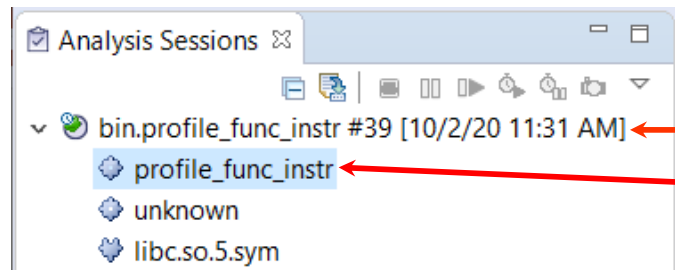 Analysis Sessions
bin.profile_func_instr #39 [10/2/20 11:31 AM]
profile_func_instr
unknown
libc.so.5.sym